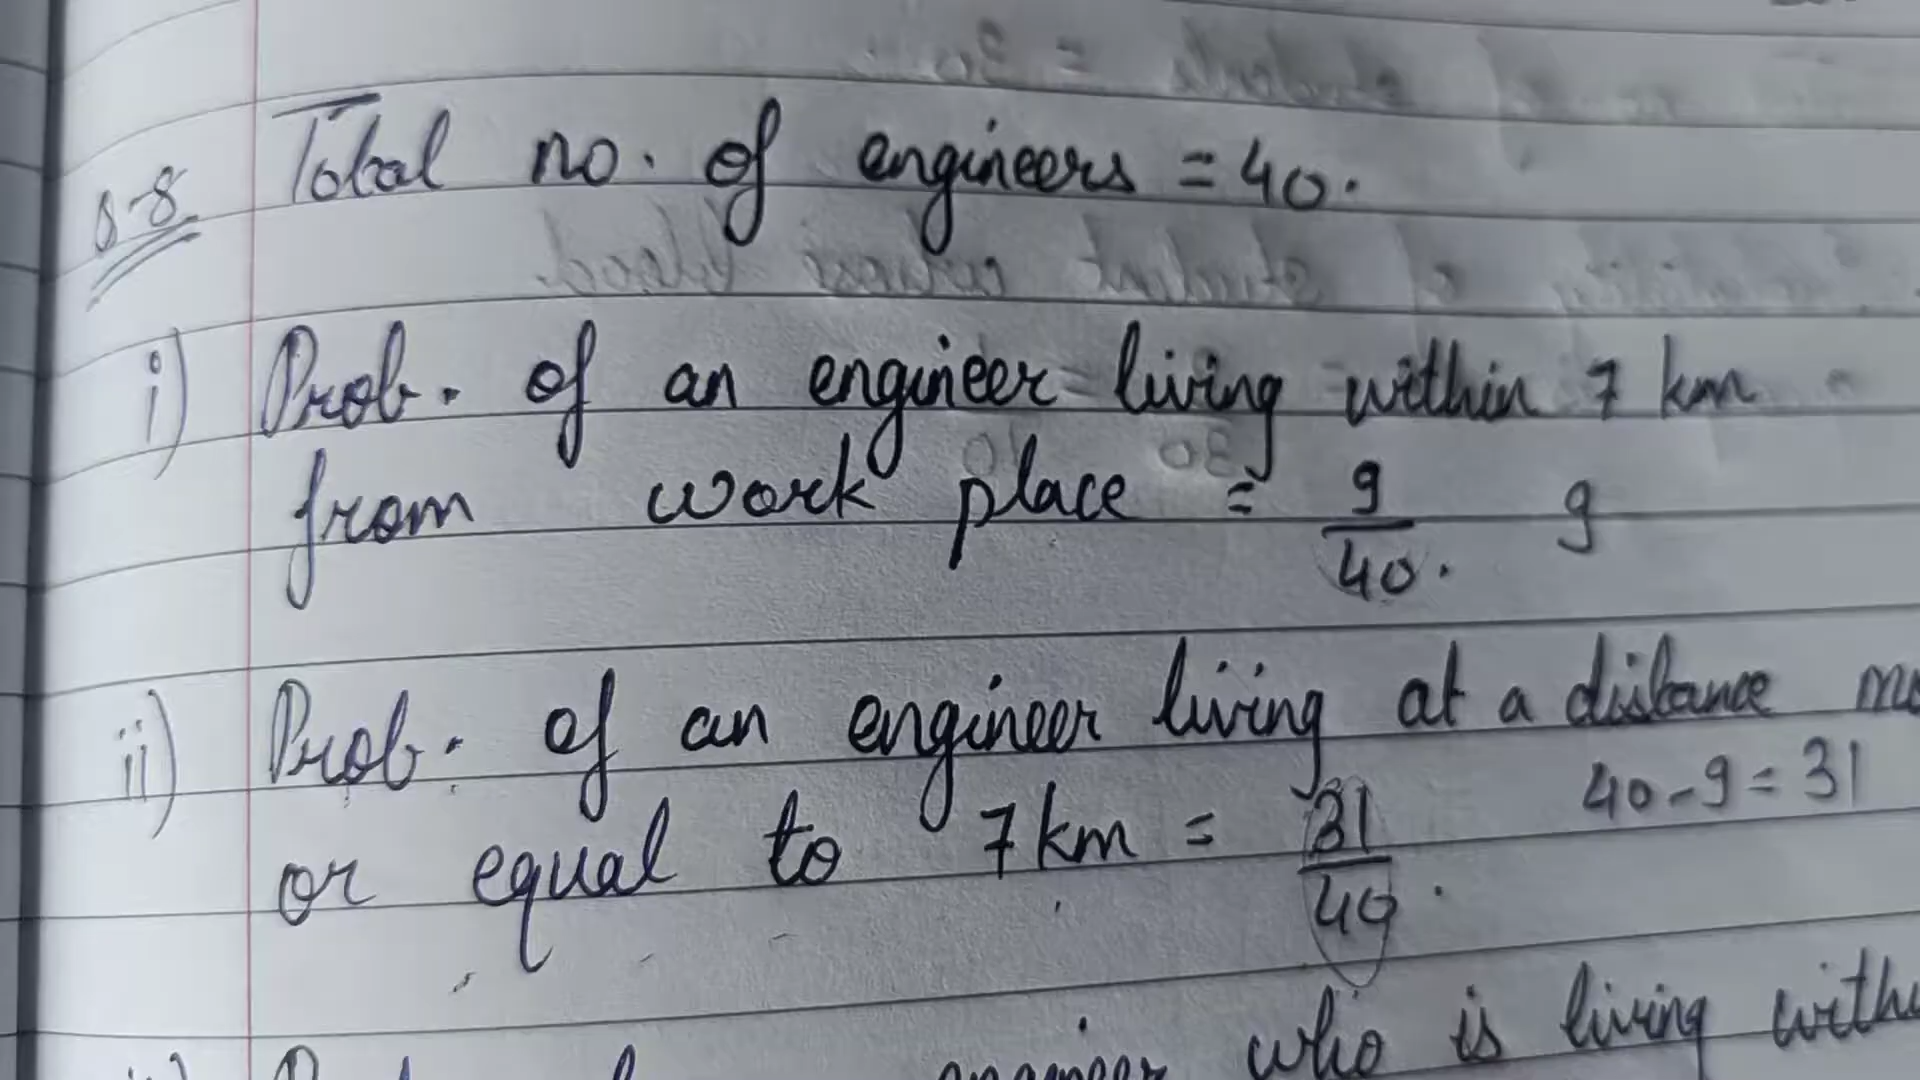 Q-8 Total no. of engineers = 40.
i) Prob. of an engineer living within 7 km
from work place = 9/40. 9
ii) Prob. of an engineer living at a distance
40-9=31
or equal to 7km = 31/40.
engineer who is living